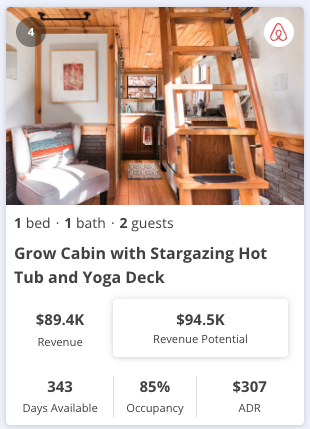 4
1 bed · 1 bath · 2 guests
Grow Cabin with Stargazing Hot
Tub and Yoga Deck
$89.4K
Revenue
$94.5K
Revenue Potential
343
Days Available
85%
Occupancy
$307
ADR